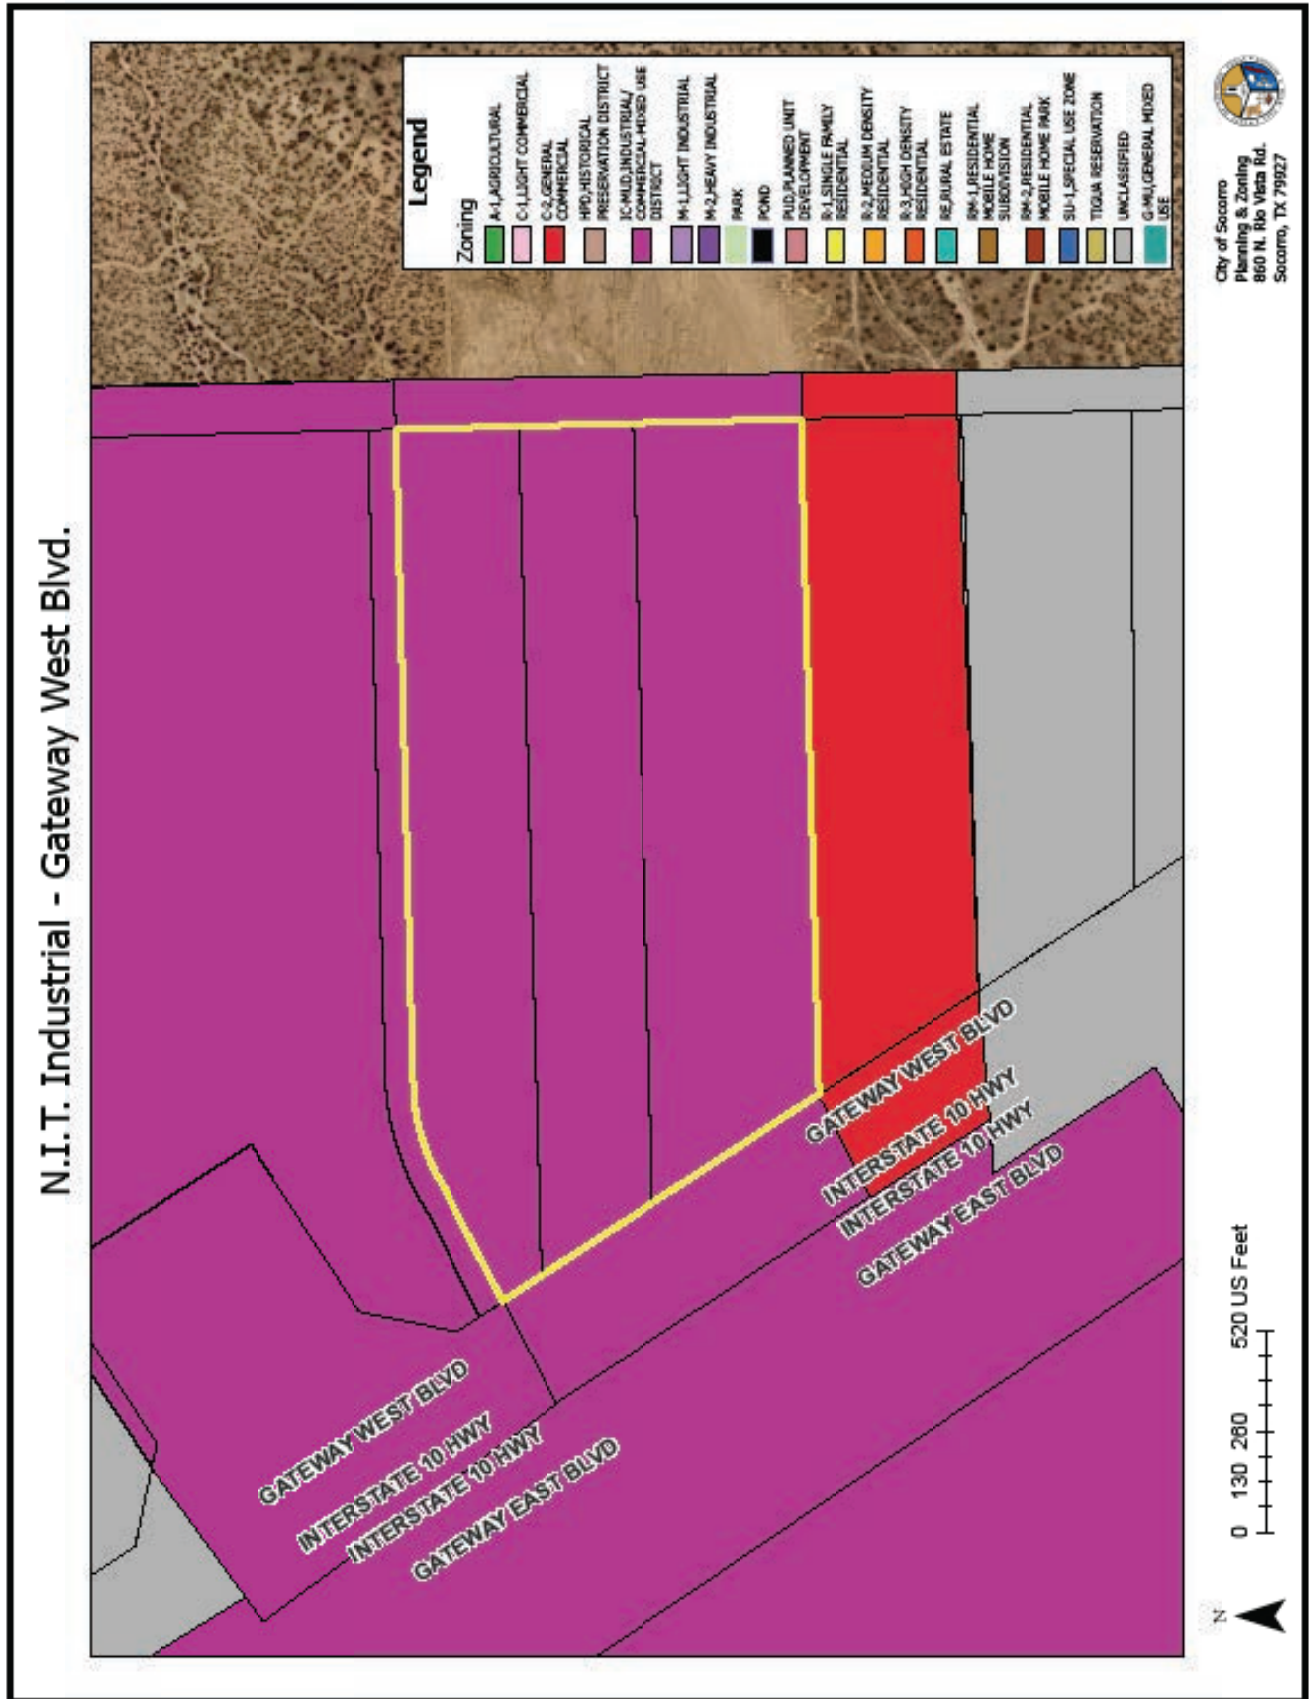 N.I.T. Industrial - Gateway West Blvd.
Legend
Zoning
A-1,AGRICULTURAL
C-1,LIGHT COMMERCIAL
C-2,GENERAL
COMMERCIAL
HPD,HISTORICAL
PRESERVATION DISTRICT
IC-MUD,INDUSTRIAL/
COMMERCIAL-MIXED USE
DISTRICT
M-1,LIGHT INDUSTRIAL
M-2,HEAVY INDUSTRIAL
PARK
POND
PUD,PLANNED UNIT
DEVELOPMENT
R-1,SINGLE FAMILY
RESIDENTIAL
R-2,MEDIUM DENSITY
RESIDENTIAL
R-3,HIGH DENSITY
RESIDENTIAL
RE,RURAL ESTATE
RM-1,RESIDENTIAL
MOBILE HOME
SUBDIVISION
RM-2,RESIDENTIAL
MOBILE HOME PARK
SU-1,SPECIAL USE ZONE
TIGUA RESERVATION
UNCLASSIFIED
G-MU,GENERAL MIXED
USE
GATEWAY WEST BLVD
INTERSTATE 10 HWY
INTERSTATE 10 HWY
GATEWAY EAST BLVD
GATEWAY WEST BLVD
INTERSTATE 10 HWY
INTERSTATE 10 HWY
GATEWAY EAST BLVD
N
0 130 260 520 US Feet
City of Socorro
Planning & Zoning
860 N. Rio Vista Rd.
Socorro, TX 79927